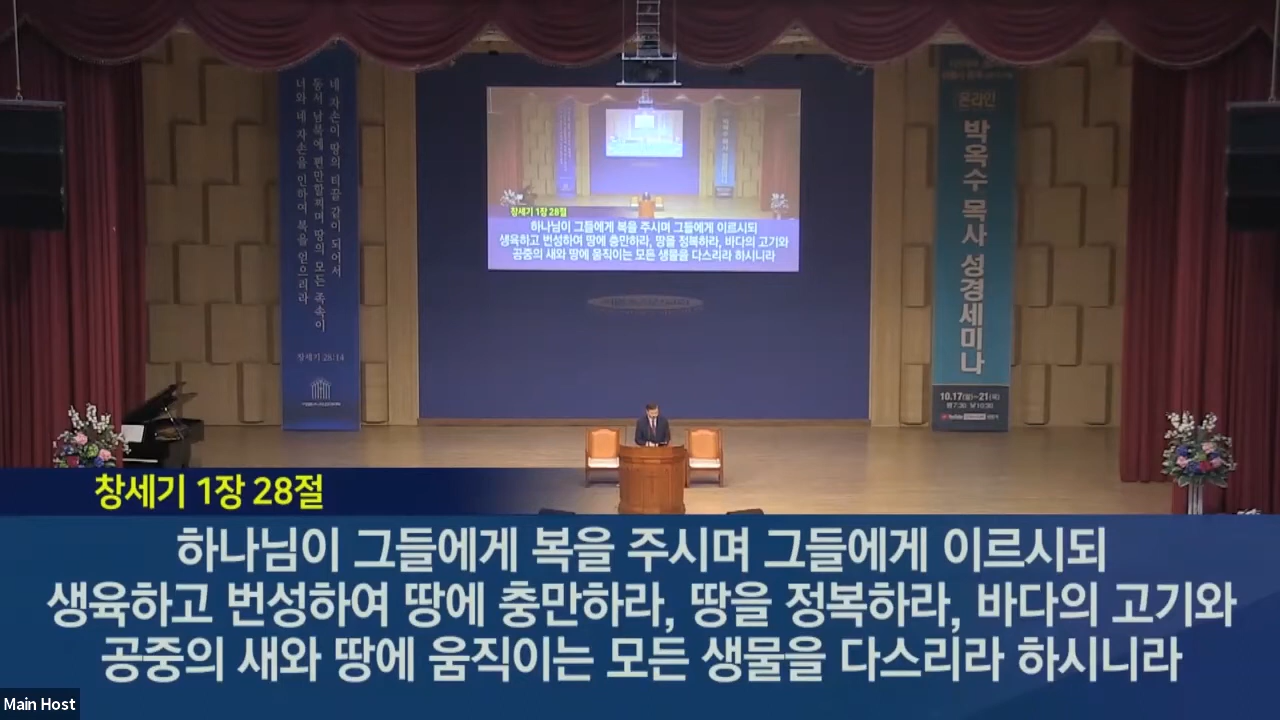 네 자손이 땅의 티끌 같이 되어서
동서 남북에 편만할찌며 땅의 모든 족속이
너와 네 자손을 인하여 복을 얻으리라
창세기 28:14
온라인
박옥수 목사 성경세미나
10.17(월)~21(목)
YouTube
창세기 1장 28절
하나님이 그들에게 복을 주시며 그들에게 이르시되
생육하고 번성하여 땅에 충만하라, 땅을 정복하라, 바다의 고기와
공중의 새와 땅에 움직이는 모든 생물을 다스리라 하시니라
창세기 1장 28절
하나님이 그들에게 복을 주시며 그들에게 이르시되
생육하고 번성하여 땅에 충만하라, 땅을 정복하라, 바다의 고기와
공중의 새와 땅에 움직이는 모든 생물을 다스리라 하시니라
Main Host